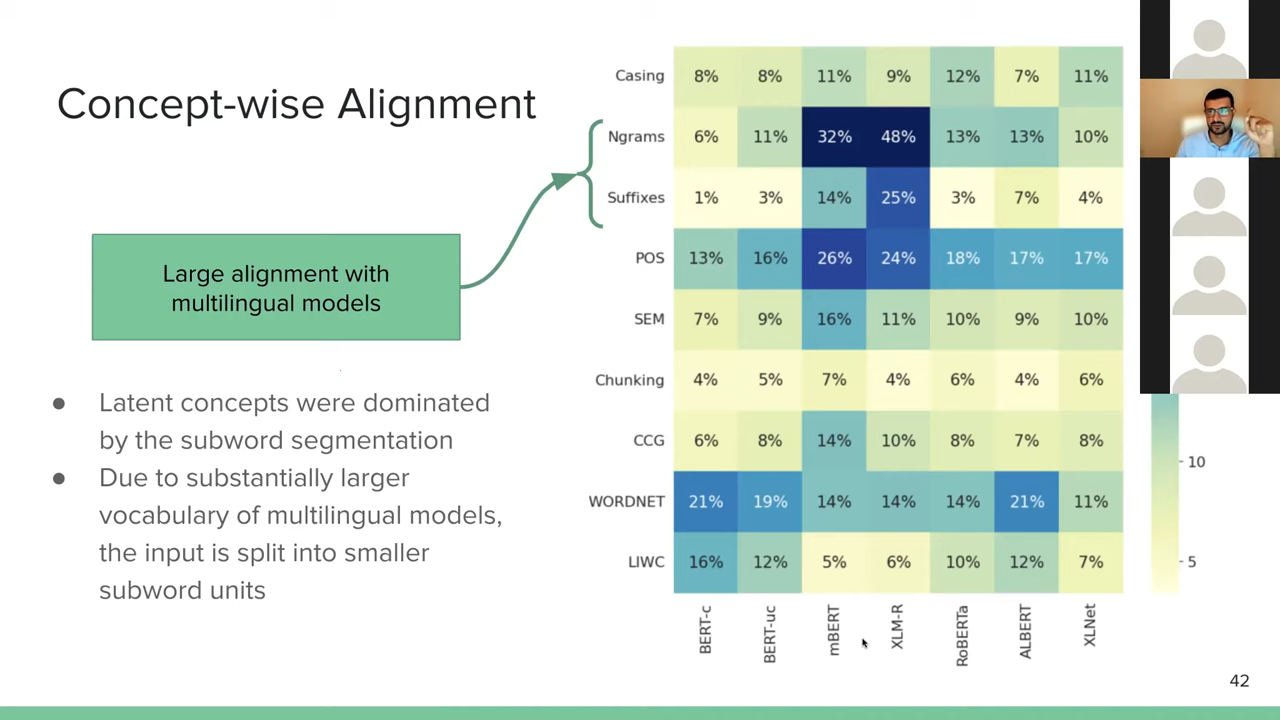 Concept-wise Alignment
Large alignment with
multilingual models
● Latent concepts were dominated
by the subword segmentation
● Due to substantially larger
vocabulary of multilingual models,
the input is split into smaller
subword units
Casing 8% 8% 11% 9% 12% 7% 11%
Ngrams 6% 11% 32% 48% 13% 13% 10%
Suffixes 1% 3% 14% 25% 3% 7% 4%
POS 13% 16% 26% 24% 18% 17% 17%
SEM 7% 9% 16% 11% 10% 9% 10%
Chunking 4% 5% 7% 4% 6% 4% 6%
CCG 6% 8% 14% 10% 8% 7% 8%
WORDNET 21% 19% 14% 14% 14% 21% 11%
LIWC 16% 12% 5% 6% 10% 12% 7%
BERT-c BERT-uc mBERT XLM-R RoBERTa ALBERT XLNet
10
5
42